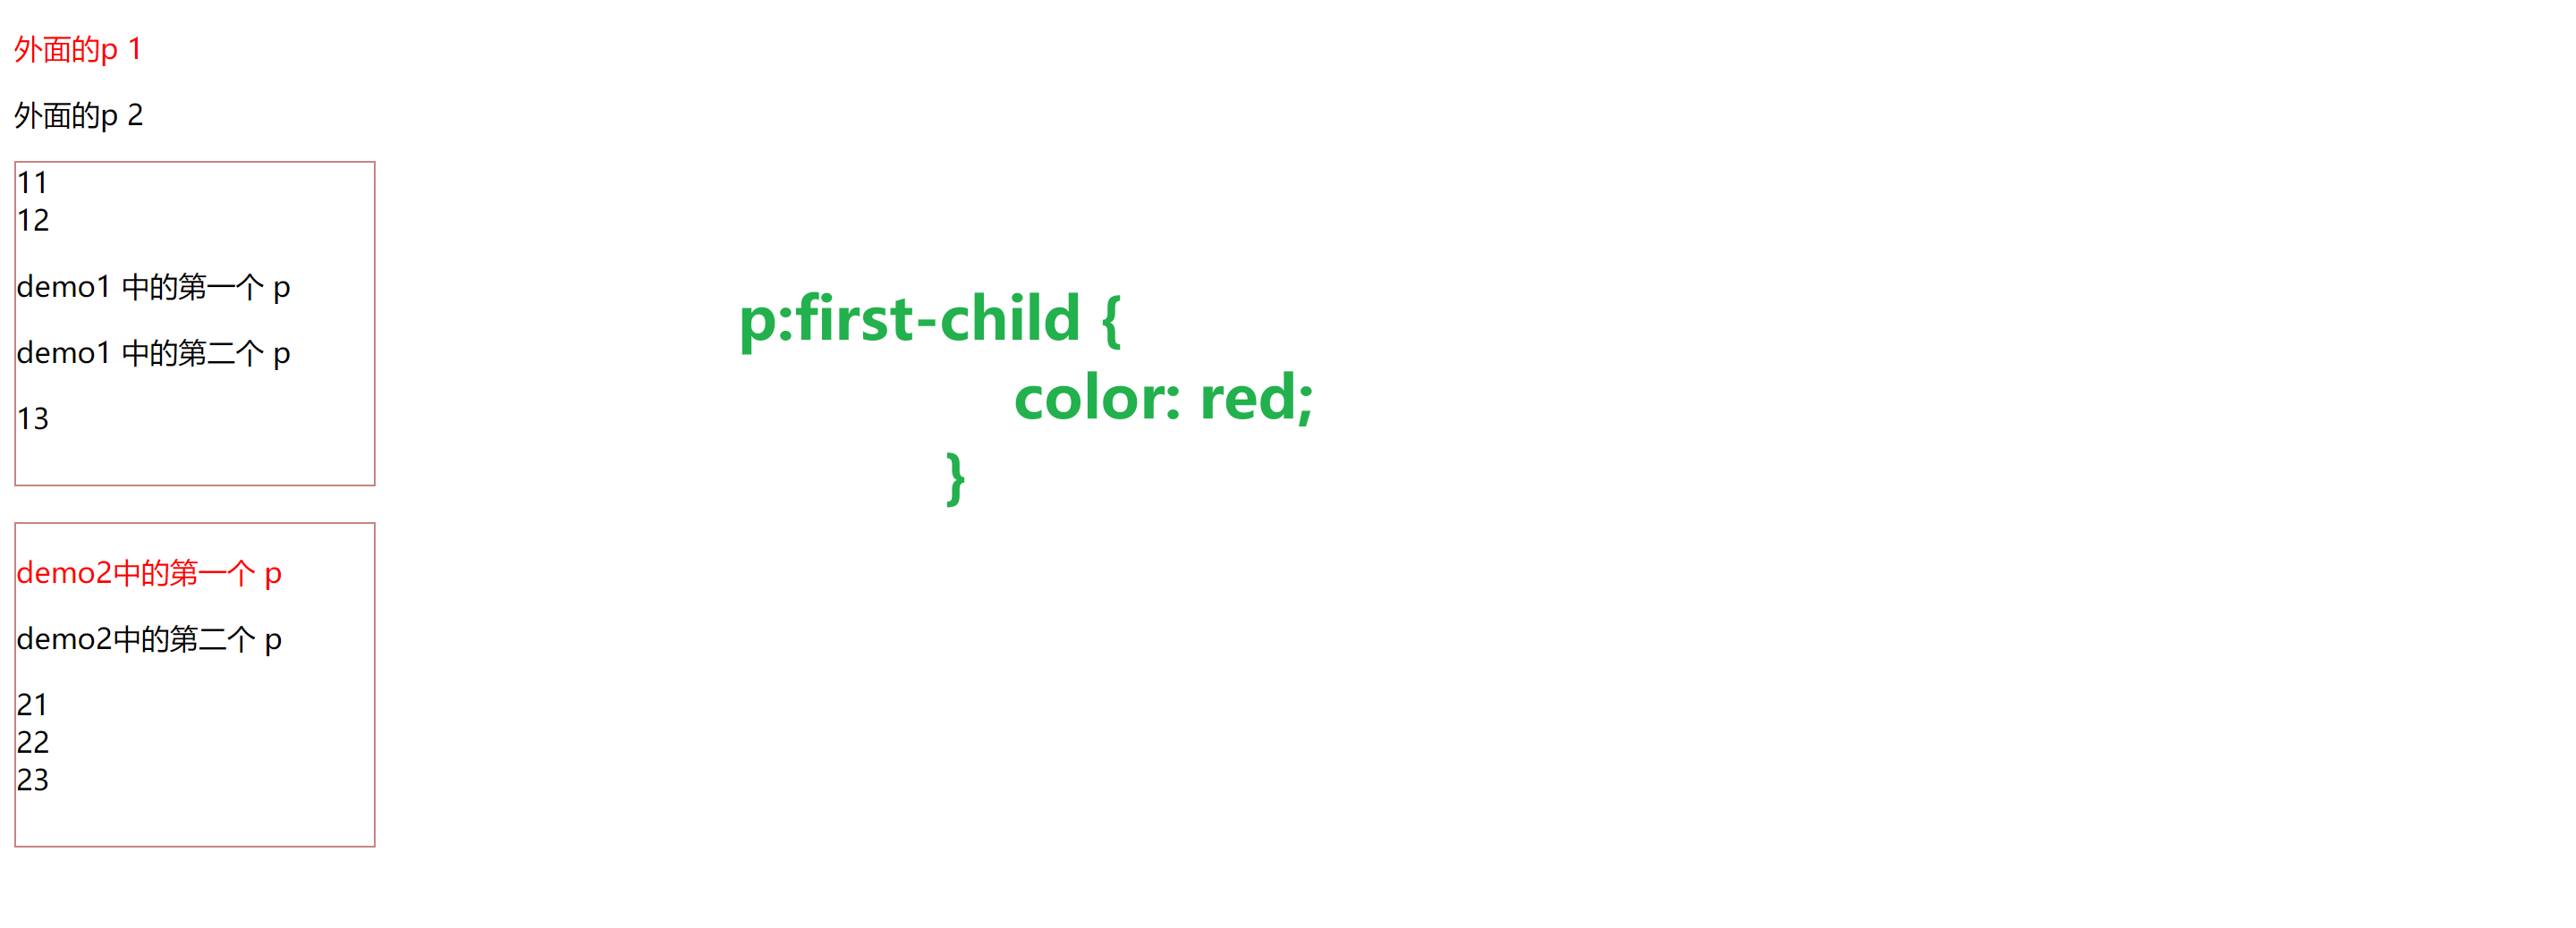 外面的p 1
外面的p 2
11
12
demo1 中的第一个 p
demo1 中的第二个 p
13
demo2中的第一个 p
demo2中的第二个 p
21
22
23
p:first-child {
color: red;
}